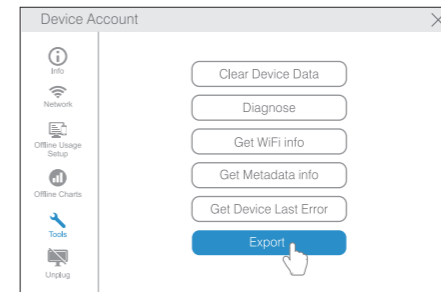 Device Account
Info
Network
Offline Usage
Setup
Offline Charts
Tools
Unplug
Clear Device Data
Diagnose
Get WiFi info
Get Metadata info
Get Device Last Error
Export